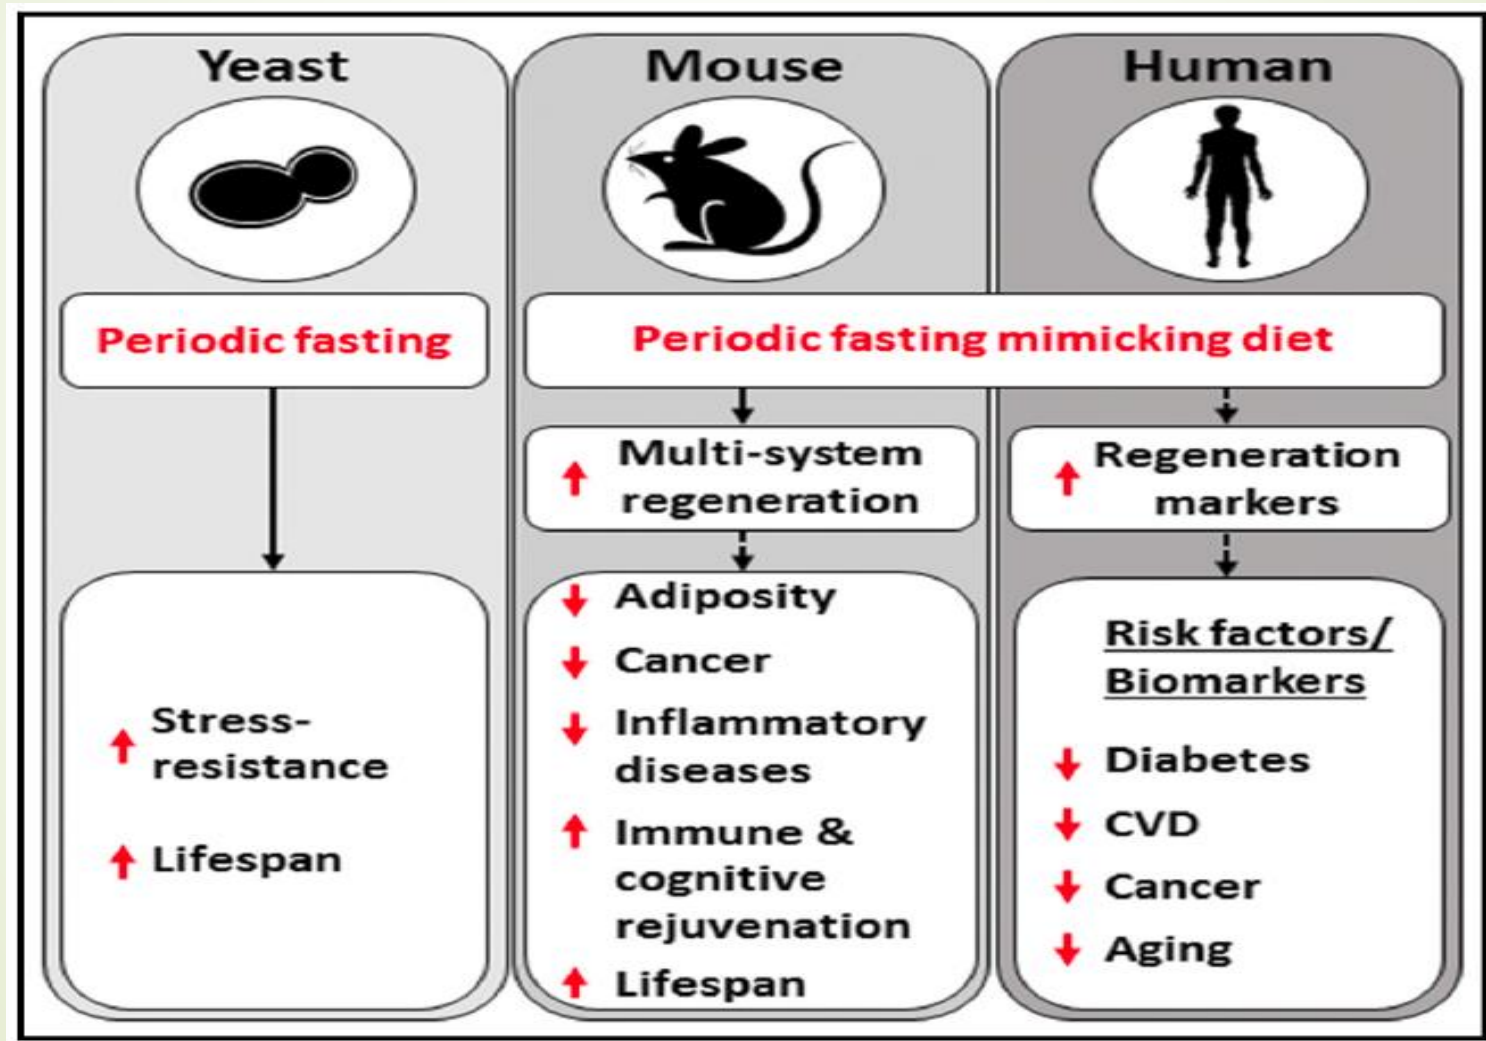 Yeast
Mouse
Human
Periodic fasting
Periodic fasting mimicking diet
Multi-system
regeneration
Regeneration
markers
Stress-
resistance
Lifespan
Adiposity
Cancer
Inflammatory
diseases
Immune &
cognitive
rejuvenation
Lifespan
Risk factors/
Biomarkers
Diabetes
CVD
Cancer
Aging